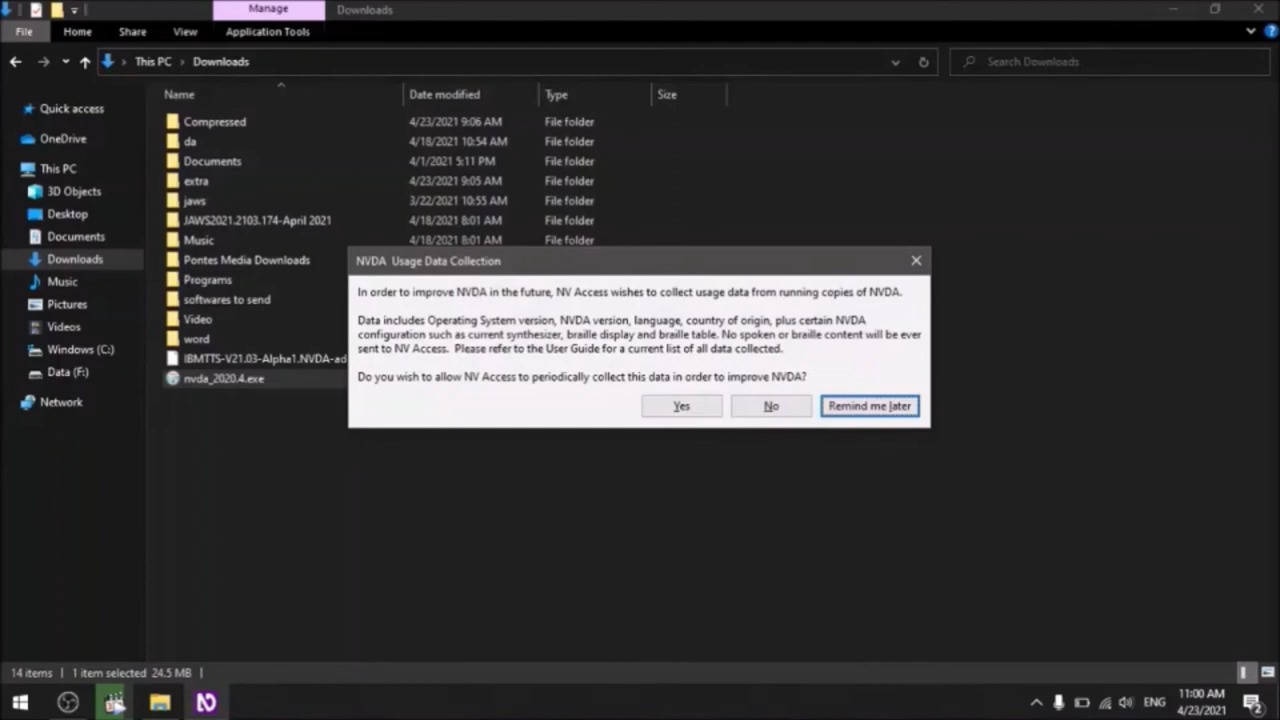 Manage
Downloads
File
Home
Share
View
Application Tools
This PC
Downloads
Search Downloads
Name
Date modified
Type
Size
Quick access
OneDrive
This PC
3D Objects
Desktop
Documents
Downloads
Music
Pictures
Videos
Windows (C:)
Data (F:)
Network
Compressed 4/23/2021 9:06 AM File folder
da 4/18/2021 10:54 AM File folder
Documents 4/1/2021 5:11 PM File folder
extra 4/23/2021 9:05 AM File folder
jaws 3/22/2021 10:55 AM File folder
JAWS2021.2103.174-April 2021 4/18/2021 8:01 AM File folder
Music 4/18/2021 8:01 AM File folder
Pontes Media Downloads
Programs
softwares to send
Video
word
IBMTTS-V21.03-Alpha1.NVDA-ad
nvda_2020.4.exe
NVDA Usage Data Collection
In order to improve NVDA in the future, NV Access wishes to collect usage data from running copies of NVDA.
Data includes Operating System version, NVDA version, language, country of origin, plus certain NVDA
configuration such as current synthesizer, braille display and braille table. No spoken or braille content will be ever
sent to NV Access. Please refer to the User Guide for a current list of all data collected.
Do you wish to allow NV Access to periodically collect this data in order to improve NVDA?
Yes
No
Remind me later
14 items
1 item selected 24.5 MB
ENG
11:00 AM
4/23/2021
2